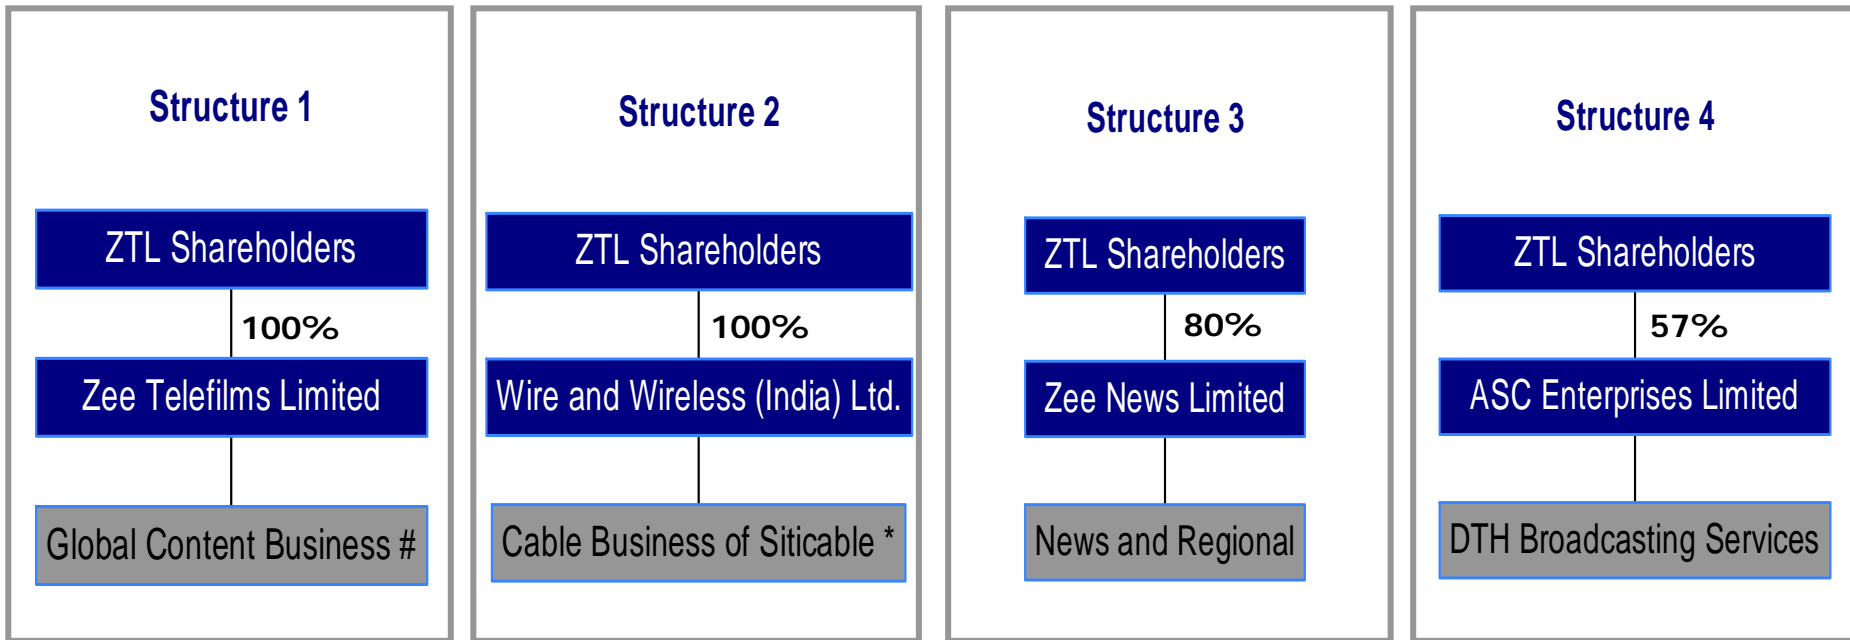 Structure 1
ZTL Shareholders
100%
Zee Telefilms Limited
Global Content Business #
Structure 2
ZTL Shareholders
100%
Wire and Wireless (India) Ltd.
Cable Business of Siticable *
Structure 3
ZTL Shareholders
80%
Zee News Limited
News and Regional
Structure 4
ZTL Shareholders
57%
ASC Enterprises Limited
DTH Broadcasting Services